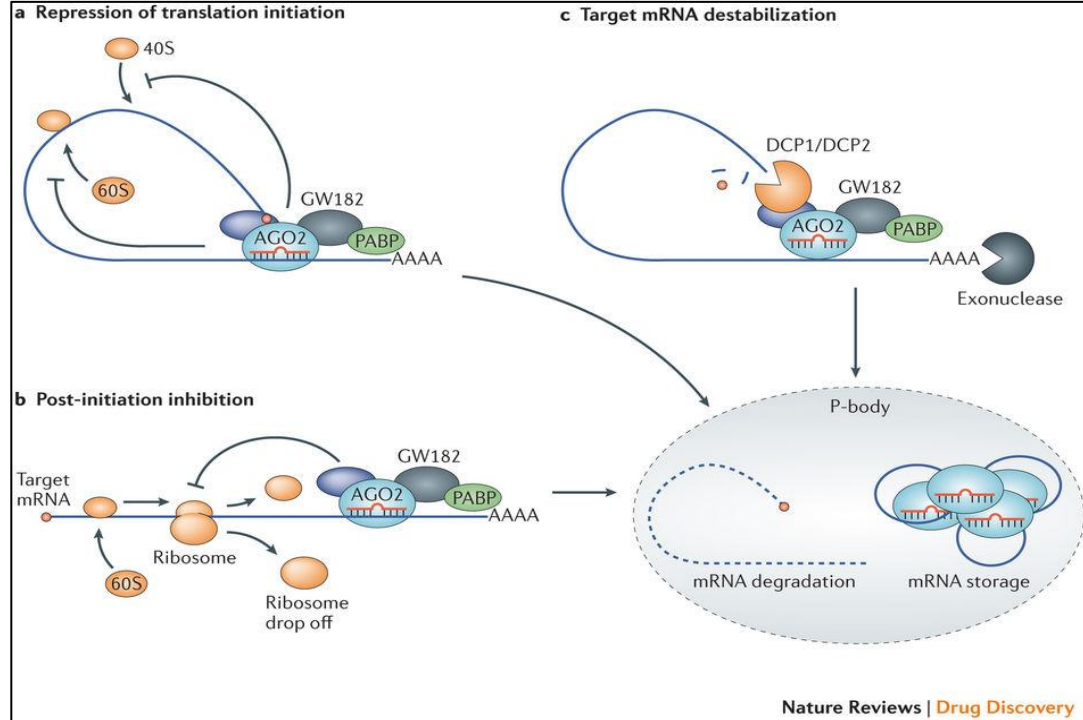 a Repression of translation initiation
40S
60S
GW182
AGO2
PABP
AAAA
b Post-initiation inhibition
Target
mRNA
60S
Ribosome
Ribosome
drop off
GW182
AGO2
PABP
AAAA
c Target mRNA destabilization
DCP1/DCP2
GW182
AGO2
PABP
AAAA
Exonuclease
P-body
mRNA degradation
mRNA storage
Nature Reviews | Drug Discovery